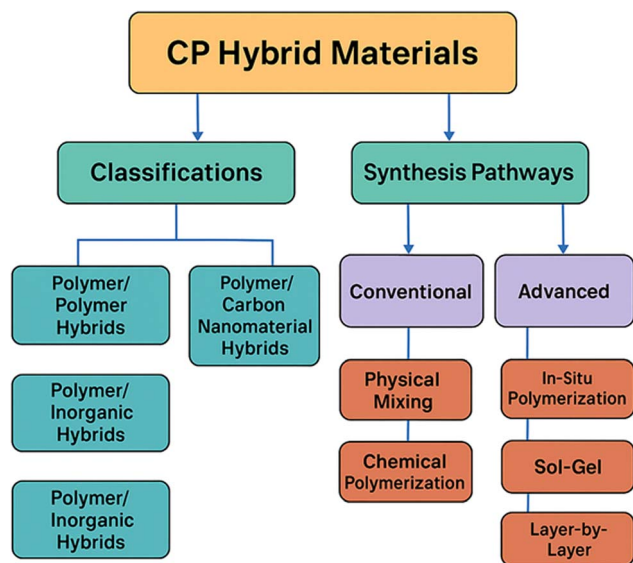 CP Hybrid Materials
Classifications
Synthesis Pathways
Polymer/
Polymer
Hybrids
Polymer/
Carbon
Nanomaterial
Hybrids
Polymer/
Inorganic
Hybrids
Polymer/
Inorganic
Hybrids
Conventional
Physical
Mixing
Chemical
Polymerization
Advanced
In-Situ
Polymerization
Sol-Gel
Layer-by-
Layer